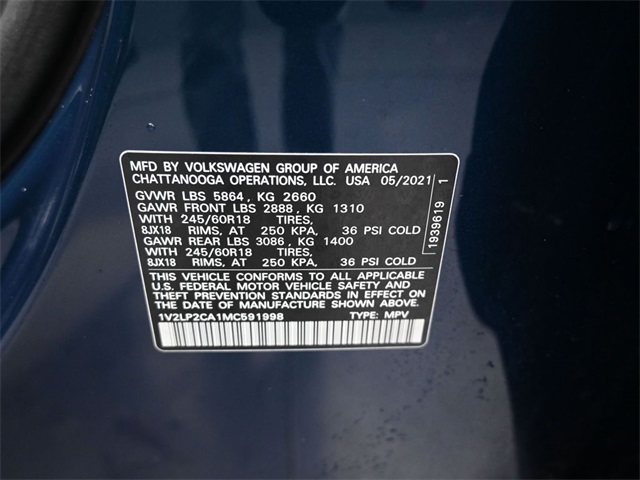 MFD BY VOLKSWAGEN GROUP OF AMERICA
CHATTANOOGA OPERATIONS, LLC. USA 05/2021
GVWR LBS 5864, KG 2660
GAWR FRONT LBS 2888, KG 1310
WITH 245/60R18 TIRES,
8JX18 RIMS, AT 250 KPA, 36 PSI COLD
GAWR REAR LBS 3086, KG 1400
WITH 245/60R18 TIRES,
8JX18 RIMS, AT 250 KPA, 36 PSI COLD
THIS VEHICLE CONFORMS TO ALL APPLICABLE
U.S. FEDERAL MOTOR VEHICLE SAFETY AND
THEFT PREVENTION STANDARDS IN EFFECT ON
THE DATE OF MANUFACTURE SHOWN ABOVE.
1V2LP2CA1MC591998 TYPE: MPV
1939619 1